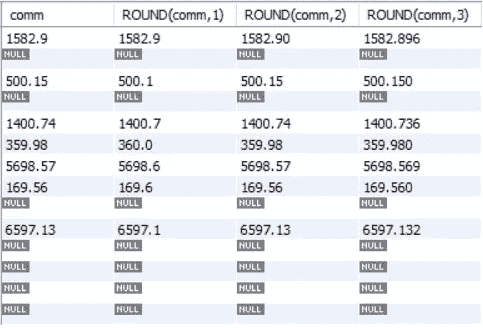 comm ROUND(comm,1) ROUND(comm,2) ROUND(comm,3)
1582.9 1582.9 1582.90 1582.896
NULL NULL NULL NULL
500.15 500.1 500.15 500.150
NULL NULL NULL NULL
1400.74 1400.7 1400.74 1400.736
359.98 360.0 359.98 359.980
5698.57 5698.6 5698.57 5698.569
169.56 169.6 169.56 169.560
NULL NULL NULL NULL
6597.13 6597.1 6597.13 6597.132
NULL NULL NULL NULL
NULL NULL NULL NULL
NULL NULL NULL NULL
NULL NULL NULL NULL